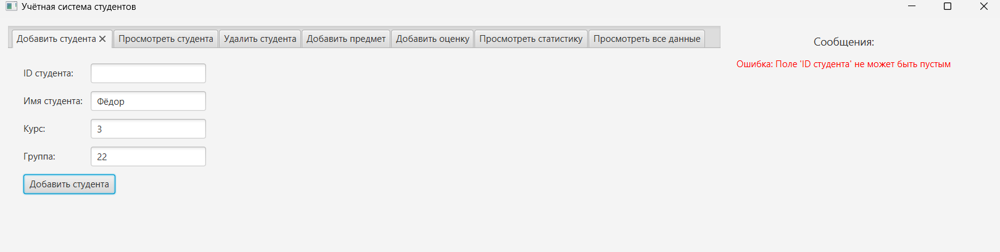 Учётная система студентов
Добавить студента Просмотреть студента Удалить студента Добавить предмет Добавить оценку Просмотреть статистику Просмотреть все данные
Сообщения:
Ошибка: Поле 'ID студента' не может быть пустым
ID студента:
Имя студента: Фёдор
Курс: 3
Группа: 22
Добавить студента